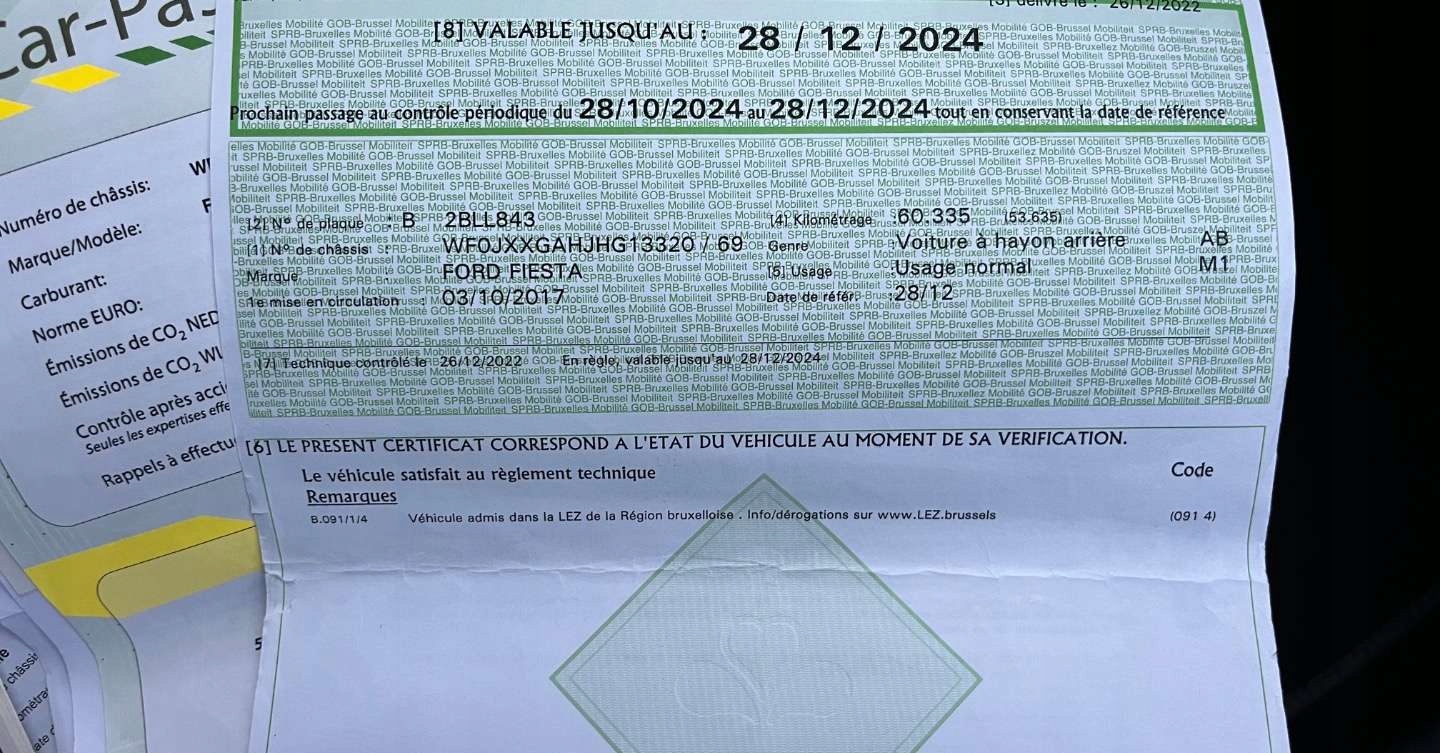 Car-Pas
[8] VALABLE JUSQU'AU : 28 / 12 / 2024
Prochain passage au contrôle périodique du 28/10/2024 au 28/12/2024 tout en conservant la date de référence
[2] N° de plaque : B 2BLL843
[4] Kilométrage :60.335 (53.635)
[1] N° de châssis : WF0JXXGAHJHG13320 / 69
Genre :Voiture à hayon arrière AB
Marque : FORD FIESTA
[5] Usage :Usage normal M1
1e mise en circulation : 03/10/2017
Date de référ. :28/12
[7] Technique contrôlé le : 26/12/2022 En règle, valable jusqu'au 28/12/2024
[6] LE PRESENT CERTIFICAT CORRESPOND A L'ETAT DU VEHICULE AU MOMENT DE SA VERIFICATION.
Le véhicule satisfait au règlement technique Code
Remarques
B.091/1/4 Véhicule admis dans la LEZ de la Région bruxelloise . Info/dérogations sur www.LEZ.brussels (091 4)
Numéro de châssis:
Marque/Modèle:
Carburant:
Norme EURO:
Émissions de CO2 NED
Émissions de CO2 WL
Contrôle après acci
Seules les expertises effe
Rappels à effectu